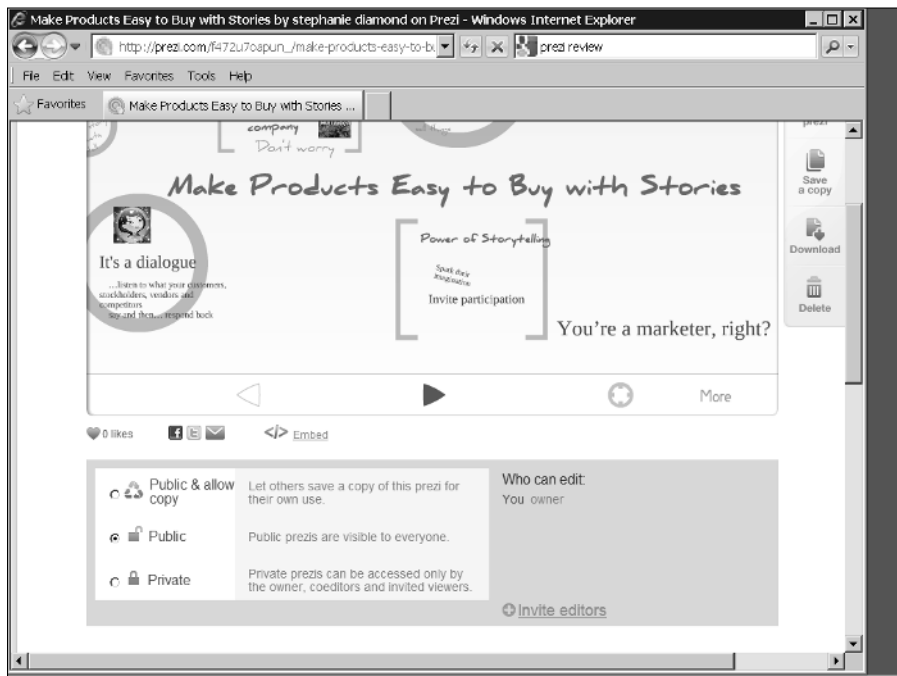 Make Products Easy to Buy with Stories by stephanie diamond on Prezi - Windows Internet Explorer
http://prezi.com/f472u7oapun_/make-products-easy-to-bu
prezi review
File Edit View Favorites Tools Help
Favorites
Make Products Easy to Buy with Stories ...
company
Don't worry
prezi
Save
a copy
Download
Delete
Make Products Easy to Buy with Stories
It's a dialogue
...listen to what your customers,
stockholders, vendors and
competitors
say and then.... respond back
Power of Storytelling
Spark their
imagination
Invite participation
You're a marketer, right?
More
0 likes
f
t
</> Embed
Public & allow
copy
Let others save a copy of this prezi for
their own use.
Public
Public prezis are visible to everyone.
Private
Private prezis can be accessed only by
the owner, coeditors and invited viewers.
Who can edit:
You owner
Invite editors